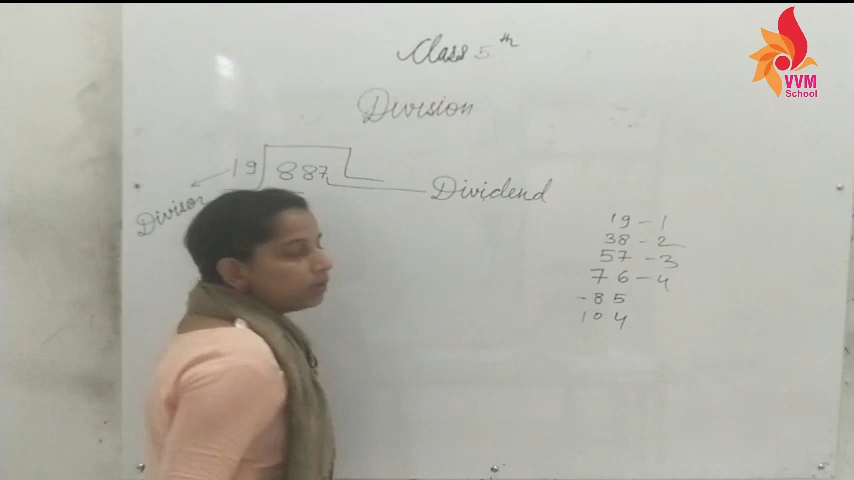 Class 5th
VVM
School
Division
19 887
Divisor
Dividend
19 - 1
38 - 2
57 - 3
76 - 4
- 85
104